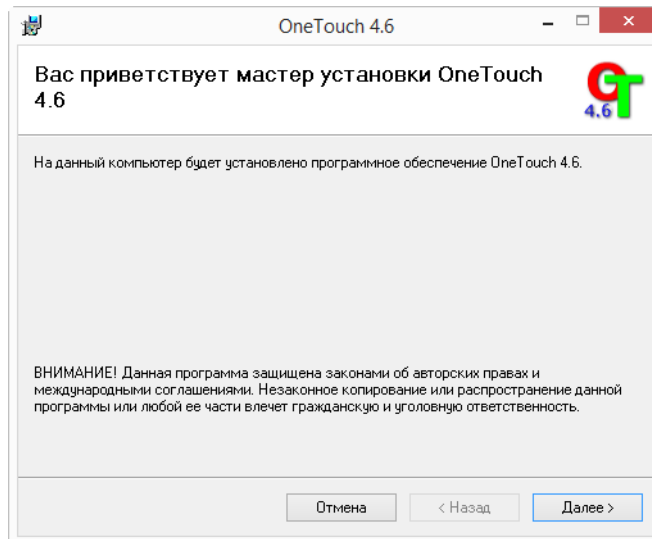 OneTouch 4.6
Вас приветствует мастер установки OneTouch
4.6
OT
4.6
На данный компьютер будет установлено программное обеспечение OneTouch 4.6.
ВНИМАНИЕ! Данная программа защищена законами об авторских правах и
международными соглашениями. Незаконное копирование или распространение данной
программы или любой ее части влечет гражданскую и уголовную ответственность.
Отмена
< Назад
Далее >